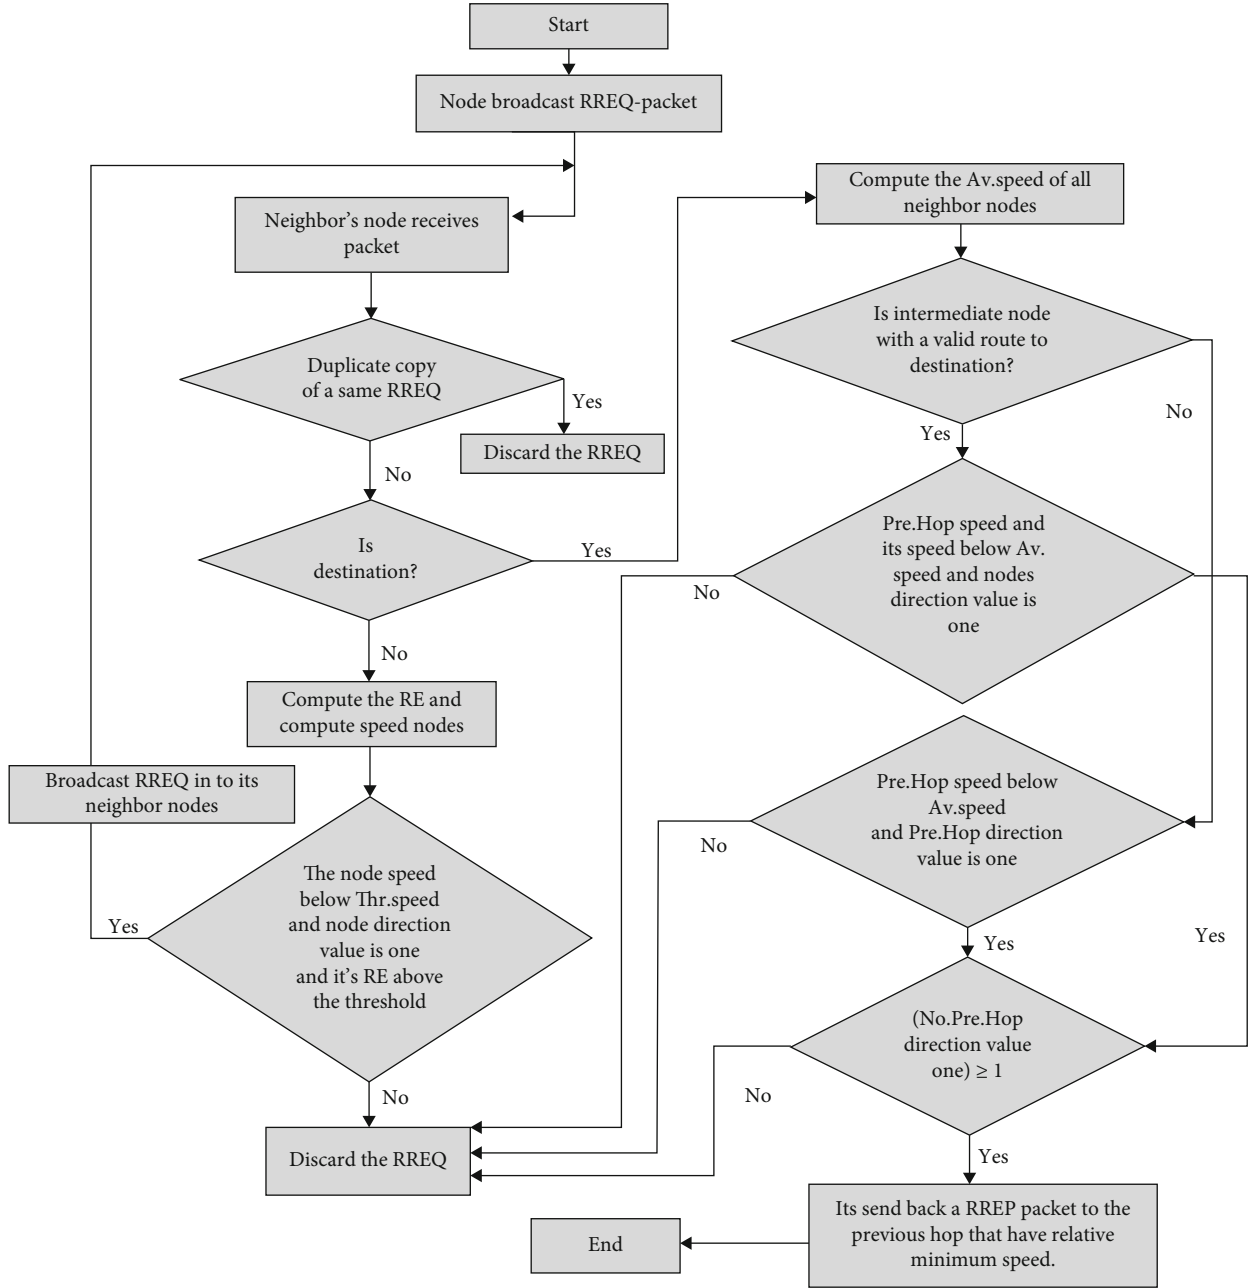 Start
Node broadcast RREQ-packet
Neighbor's node receives
packet
Duplicate copy
of a same RREQ
Yes
Discard the RREQ
No
Is
destination?
Yes
No
Compute the RE and
compute speed nodes
Broadcast RREQ in to its
neighbor nodes
The node speed
below Thr.speed
and node direction
value is one
and it's RE above
the threshold
Yes
No
Discard the RREQ
Compute the Av.speed of all
neighbor nodes
Is intermediate node
with a valid route to
destination?
No
Yes
Pre.Hop speed and
its speed below Av.
speed and nodes
direction value is
one
No
Yes
Pre.Hop speed below
Av.speed
and Pre.Hop direction
value is one
No
Yes
(No.Pre.Hop
direction value
one) ≥ 1
No
Yes
Its send back a RREP packet to the
previous hop that have relative
minimum speed.
End